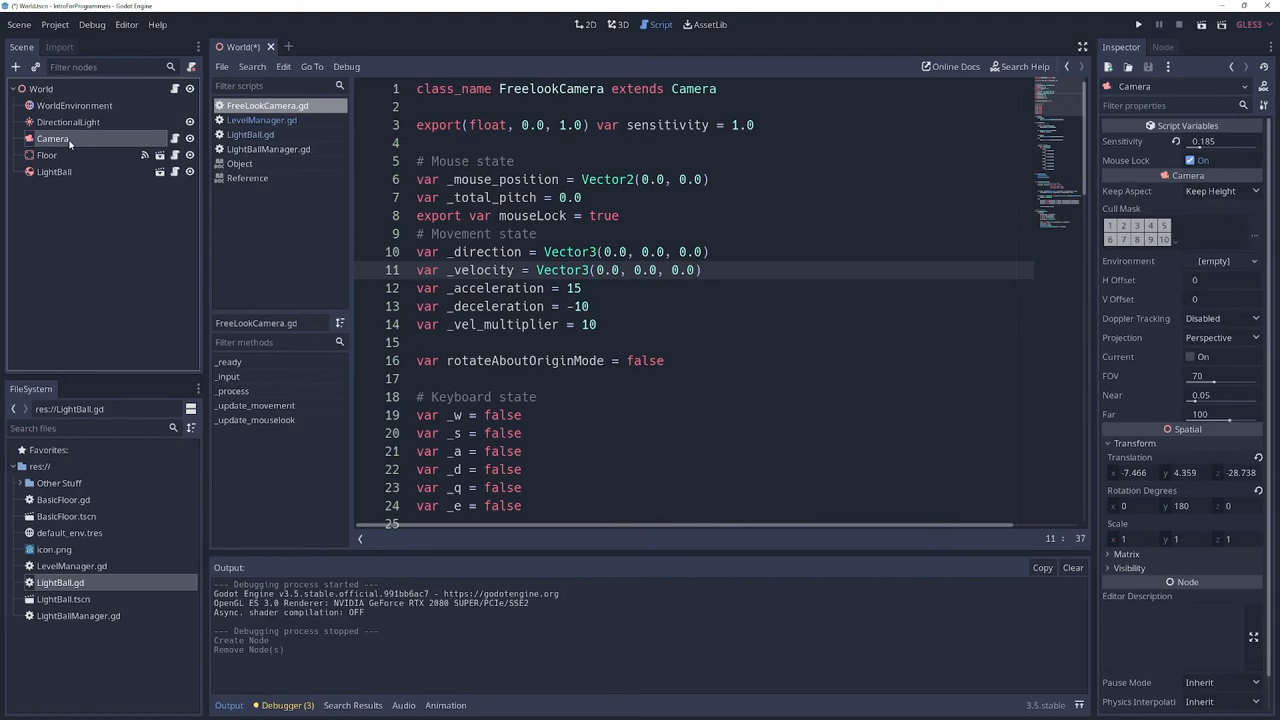 (*) World.tscn - IntroForProgrammers - Godot Engine
Scene Project Debug Editor Help
2D 3D Script AssetLib
GLES3
Scene Import
Filter nodes
World
WorldEnvironment
DirectionalLight
Camera
Floor
LightBall
FileSystem
res://LightBall.gd
Search files
Favorites:
res://
Other Stuff
BasicFloor.gd
BasicFloor.tscn
default_env.tres
icon.png
LevelManager.gd
LightBall.gd
LightBall.tscn
LightBallManager.gd
World(*)
File Search Edit Go To Debug
Online Docs Search Help
Filter scripts
FreeLookCamera.gd
LevelManager.gd
LightBall.gd
LightBallManager.gd
Object
Reference
FreeLookCamera.gd
Filter methods
_ready
_input
_process
_update_movement
_update_mouselook
1 class_name FreelookCamera extends Camera
2
3 export(float, 0.0, 1.0) var sensitivity = 1.0
4
5 # Mouse state
6 var _mouse_position = Vector2(0.0, 0.0)
7 var _total_pitch = 0.0
8 export var mouseLock = true
9 # Movement state
10 var _direction = Vector3(0.0, 0.0, 0.0)
11 var _velocity = Vector3(0.0, 0.0, 0.0)
12 var _acceleration = 15
13 var _deceleration = -10
14 var _vel_multiplier = 10
15
16 var rotateAboutOriginMode = false
17
18 # Keyboard state
19 var _w = false
20 var _s = false
21 var _a = false
22 var _d = false
23 var _q = false
24 var _e = false
25
11 : 37
Output:
Copy Clear
--- Debugging process started ---
Godot Engine v3.5.stable.official.991bb6ac7 - https://godotengine.org
OpenGL ES 3.0 Renderer: NVIDIA GeForce RTX 2080 SUPER/PCIe/SSE2
Async. shader compilation: OFF
--- Debugging process stopped ---
Create Node
Remove Node(s)
Output Debugger (3) Search Results Audio Animation
3.5.stable
Inspector Node
Camera
Filter properties
Script Variables
Sensitivity 0.185
Mouse Lock On
Camera
Keep Aspect Keep Height
Cull Mask
1 2 3 4 5
6 7 8 9 10
...
Environment [empty]
H Offset 0
V Offset 0
Doppler Tracking Disabled
Projection Perspective
Current On
FOV 70
Near 0.05
Far 100
Spatial
Transform
Translation
x -7.466 y 4.359 z -28.738
Rotation Degrees
x 0 y 180 z 0
Scale
x 1 y 1 z 1
Matrix
Visibility
Node
Editor Description
Pause Mode Inherit
Physics Interpolati Inherit